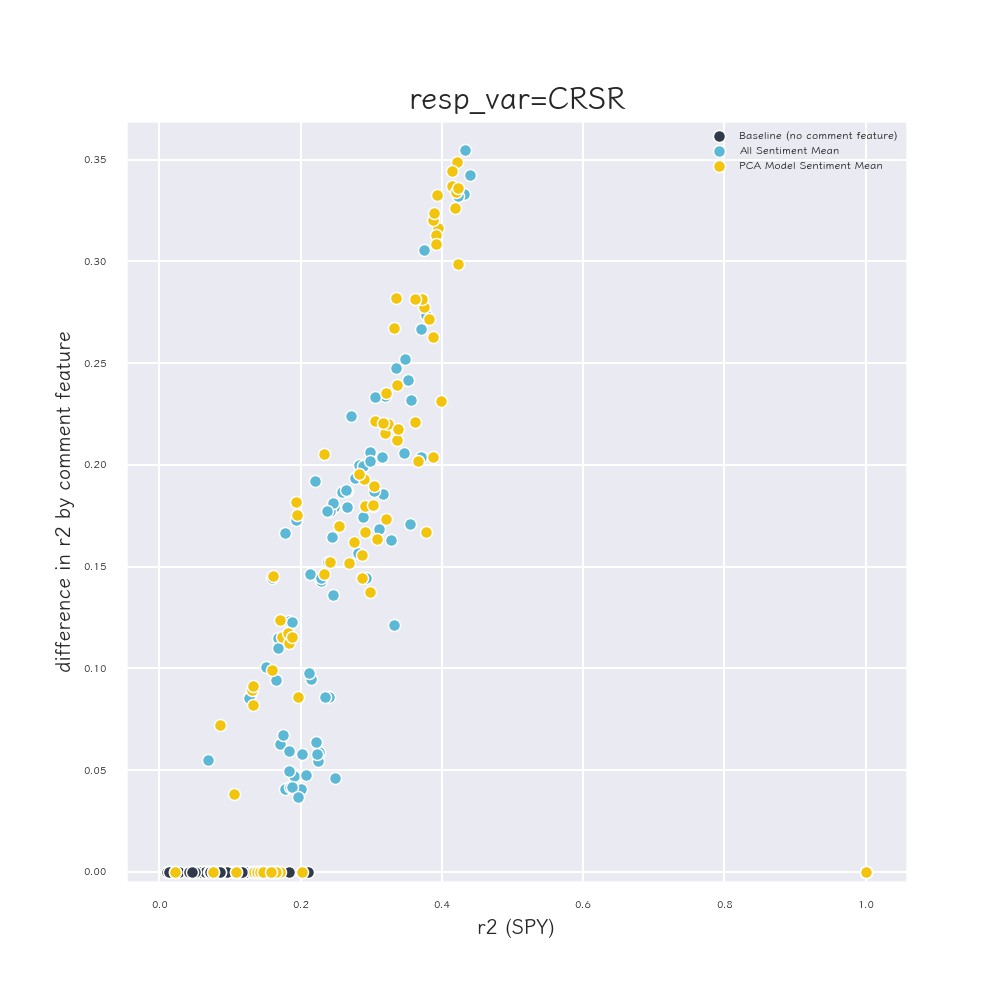 resp_var=CRSR
Baseline (no comment feature)
All Sentiment Mean
PCA Model Sentiment Mean
difference in r2 by comment feature
0.35
0.30
0.25
0.20
0.15
0.10
0.05
0.00
0.0 0.2 0.4 0.6 0.8 1.0
r2 (SPY)